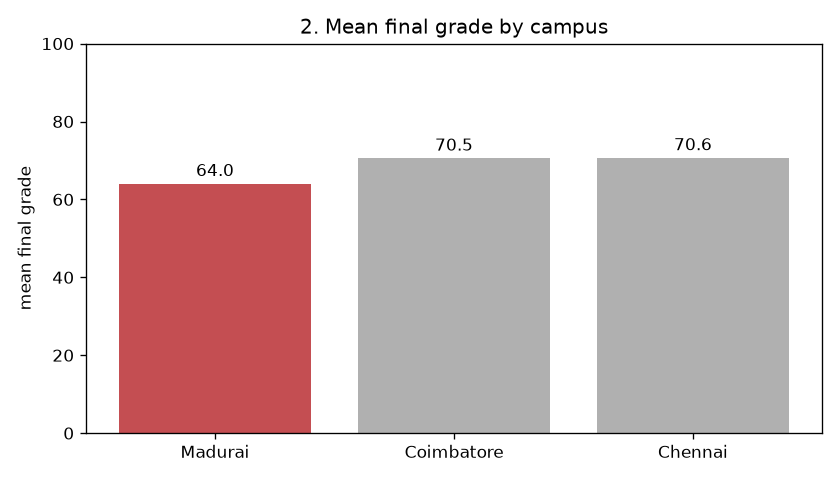 2. Mean final grade by campus
mean final grade
100
80
60
40
20
0
64.0
70.5
70.6
Madurai
Coimbatore
Chennai